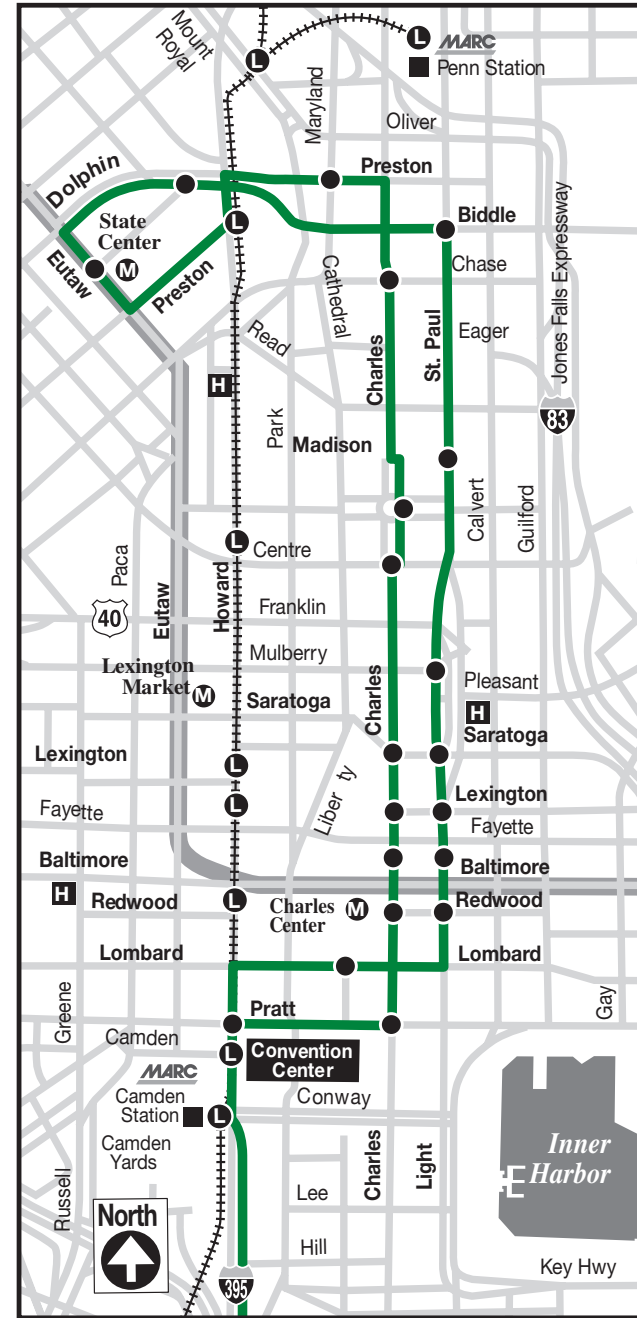 Mount
Royal
L
MARC
L
Penn Station
Maryland
Oliver
Dolphin
Preston
State
Center
L
Biddle
M
Eutaw
Preston
Cathedral
Chase
Jones Falls Expressway
Read
Charles
St. Paul
Eager
H
Park
83
Madison
Calvert
Guilford
L
Centre
Paca
Eutaw
Howard
40
Franklin
Mulberry
Lexington
Market
M
Pleasant
H
Saratoga
Charles
Saratoga
Lexington
L
Liber ty
Lexington
Fayette
L
Fayette
Baltimore
Baltimore
H
Redwood
L
Charles
Center
M
Redwood
Lombard
Lombard
Greene
Pratt
Gay
Camden
L
Convention
Center
MARC
Camden
Station
L
Conway
Camden
Yards
Charles
Light
Inner
Harbor
Russell
Lee
North
Hill
395
Key Hwy